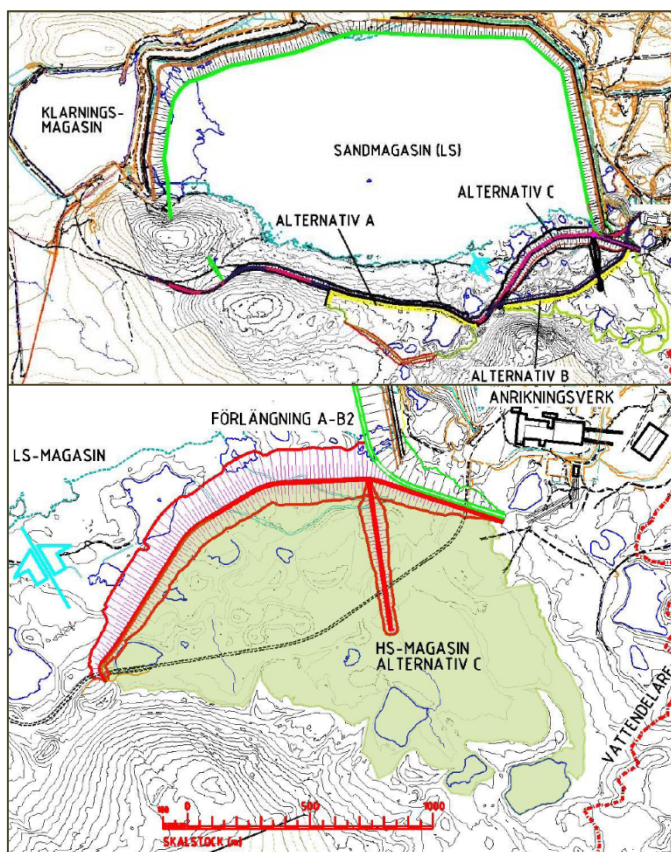 KLARNINGS-
MAGASIN
SANDMAGASIN (LS)
ALTERNATIV C
ALTERNATIV A
ALTERNATIV B
ANRIKNINGSVERK
FÖRLÄNGNING A-B2
LS-MAGASIN
HS-MAGASIN
ALTERNATIV C
VATTENDELARE
100 0 500 1000
SKALSTOCK (m)